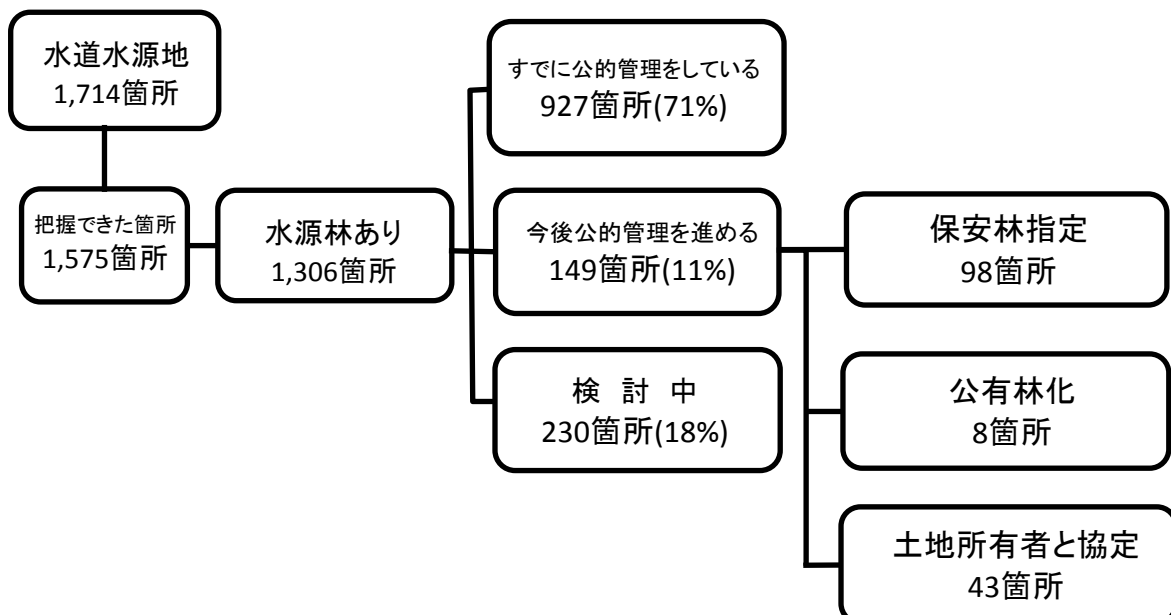 水道水源地
1,714箇所
把握できた箇所
1,575箇所
水源林あり
1,306箇所
すでに公的管理をしている
927箇所(71%)
今後公的管理を進める
149箇所(11%)
検 討 中
230箇所(18%)
保安林指定
98箇所
公有林化
8箇所
土地所有者と協定
43箇所